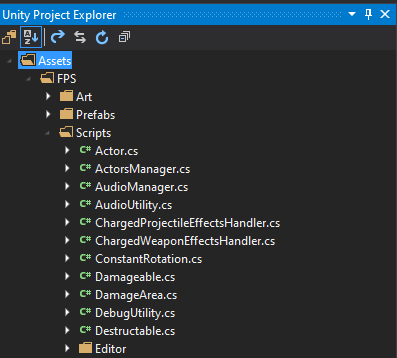 Unity Project Explorer
Assets
FPS
Art
Prefabs
Scripts
C# Actor.cs
C# ActorsManager.cs
C# AudioManager.cs
C# AudioUtility.cs
C# ChargedProjectileEffectsHandler.cs
C# ChargedWeaponEffectsHandler.cs
C# ConstantRotation.cs
C# Damageable.cs
C# DamageArea.cs
C# DebugUtility.cs
C# Destructable.cs
Editor